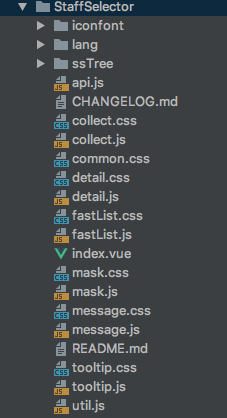 StaffSelector
iconfont
lang
ssTree
api.js
CHANGELOG.md
collect.css
collect.js
common.css
detail.css
detail.js
fastList.css
fastList.js
index.vue
mask.css
mask.js
message.css
message.js
README.md
tooltip.css
tooltip.js
util.js